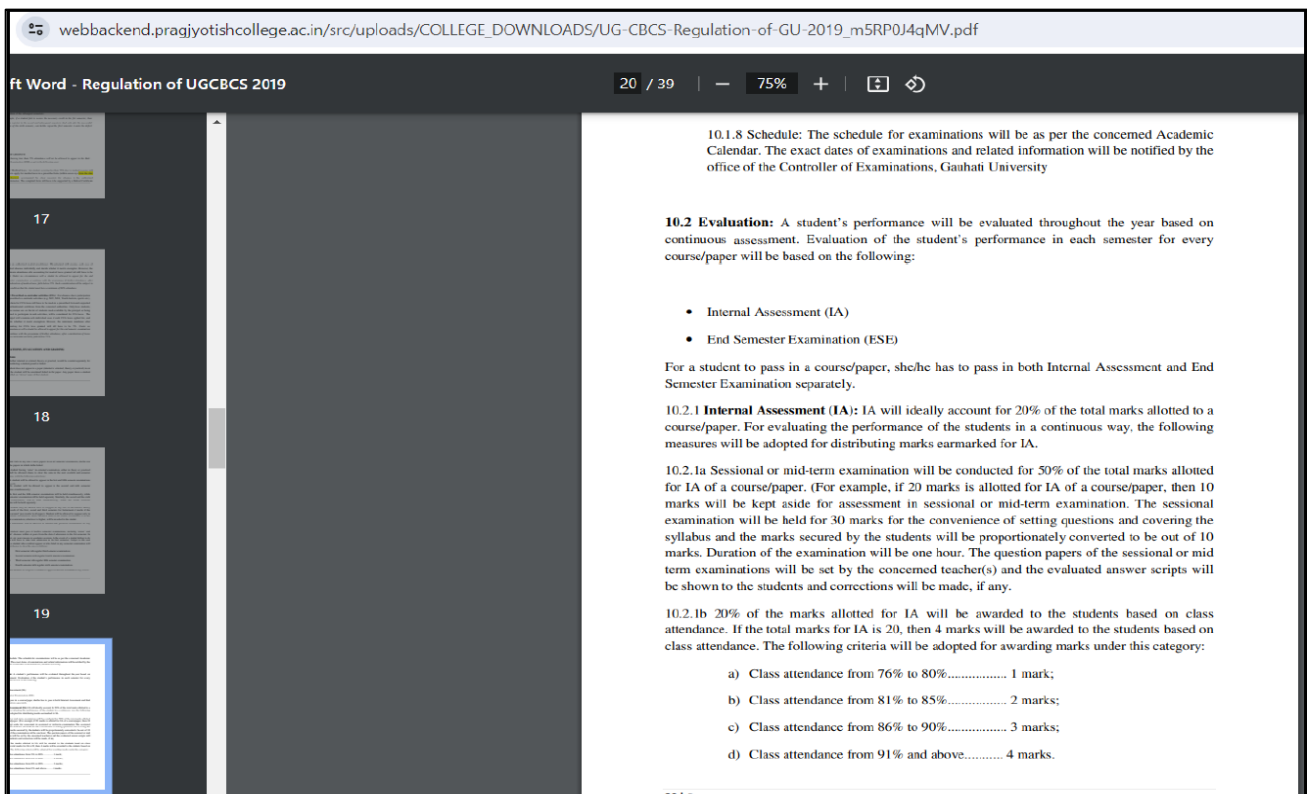 webbackend.pragjyotishcollege.ac.in/src/uploads/COLLEGE_DOWNLOADS/UG-CBCS-Regulation-of-GU-2019_m5RP0J4qMV.pdf
ft Word - Regulation of UGCBCS 2019
20 / 39
75%
17
18
19
10.1.8 Schedule: The schedule for examinations will be as per the concerned Academic
Calendar. The exact dates of examinations and related information will be notified by the
office of the Controller of Examinations, Gauhati University
10.2 Evaluation: A student's performance will be evaluated throughout the year based on
continuous assessment. Evaluation of the student's performance in each semester for every
course/paper will be based on the following:
• Internal Assessment (IA)
• End Semester Examination (ESE)
For a student to pass in a course/paper, she/he has to pass in both Internal Assessment and End
Semester Examination separately.
10.2.1 Internal Assessment (IA): IA will ideally account for 20% of the total marks allotted to a
course/paper. For evaluating the performance of the students in a continuous way, the following
measures will be adopted for distributing marks earmarked for IA.
10.2.1a Sessional or mid-term examination will be conducted for 50% of the total marks allotted
for IA of a course/paper. (For example, if 20 marks is allotted for IA of a course/paper, then 10
marks will be kept aside for assessment in sessional or mid-term examination. The sessional
examination will be held for 30 marks for the convenience of setting questions and covering the
syllabus and the marks secured by the students will be proportionately converted to be out of 10
marks. Duration of the examination will be one hour. The question papers of the sessional or mid
term examinations will be set by the concerned teacher(s) and the evaluated answer scripts will
be shown to the students and corrections will be made, if any.
10.2.1b 20% of the marks allotted for IA will be awarded to the students based on class
attendance. If the total marks for IA is 20, then 4 marks will be awarded to the students based on
class attendance. The following criteria will be adopted for awarding marks under this category:
a) Class attendance from 76% to 80%................ 1 mark;
b) Class attendance from 81% to 85%................ 2 marks;
c) Class attendance from 86% to 90%................ 3 marks;
d) Class attendance from 91% and above........... 4 marks.